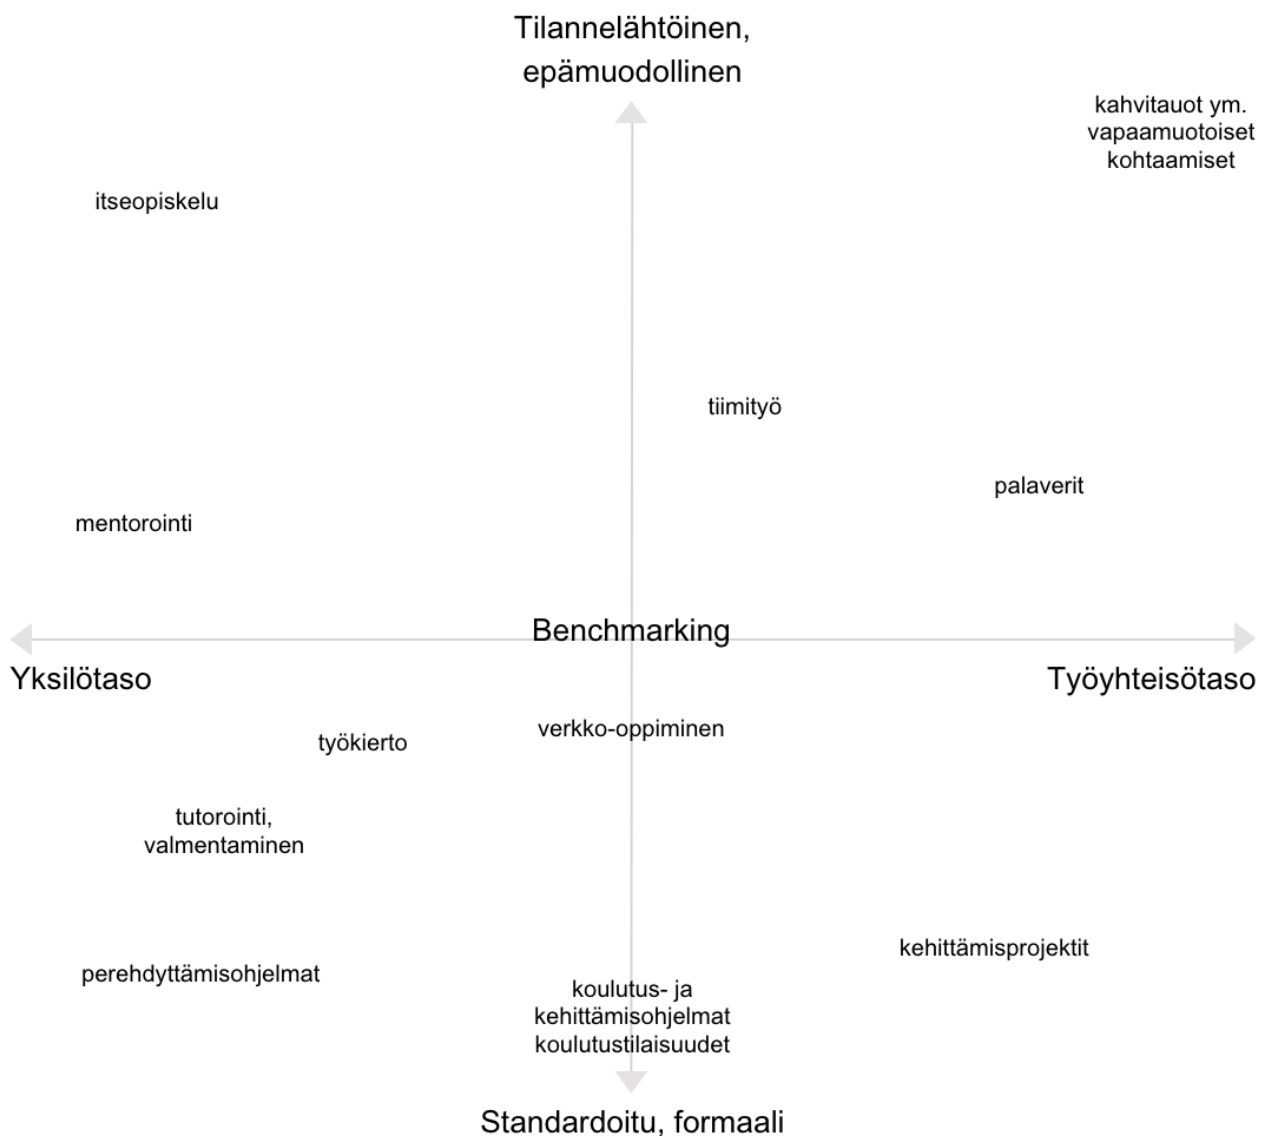 Tilannelähtöinen,
epämuodollinen
kahvitauot ym.
vapaamuotoiset
kohtaamiset
itseopiskelu
tiimityö
palaverit
mentorointi
Benchmarking
Yksilötaso
Työyhteisötaso
verkko-oppiminen
työkierto
tutorointi,
valmentaminen
kehittämisprojektit
perehdyttämisohjelmat
koulutus- ja
kehittämisohjelmat
koulutustilaisuudet
Standardoitu, formaali